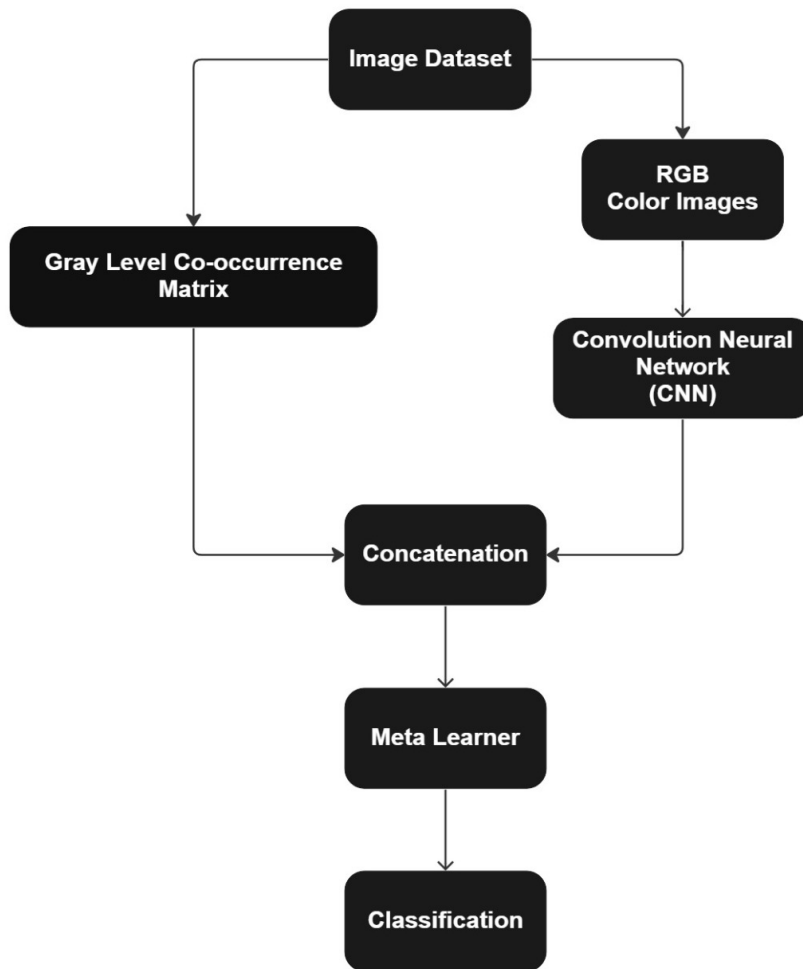 Image Dataset
RGB
Color Images
Gray Level Co-occurrence
Matrix
Convolution Neural
Network
(CNN)
Concatenation
Meta Learner
Classification